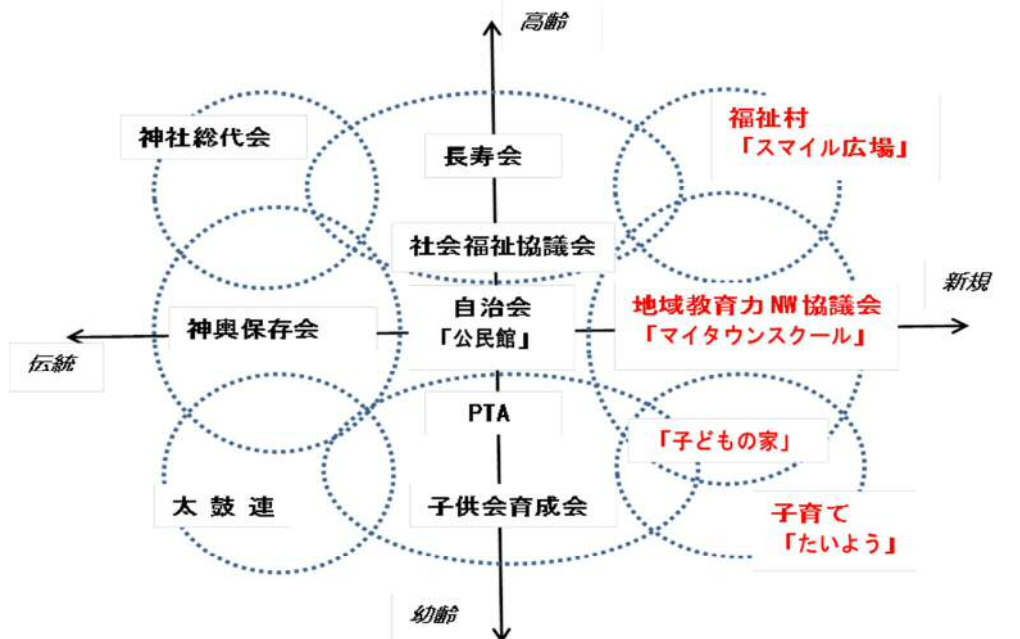 高齢
神社総代会
長寿会
福祉村
「スマイル広場」
社会福祉協議会
新規
自治会
「公民館」
地域教育力NW協議会
「マイタウンスクール」
神輿保存会
伝統
PTA
「子どもの家」
太鼓連
子供会育成会
子育て
「たいよう」
幼齢